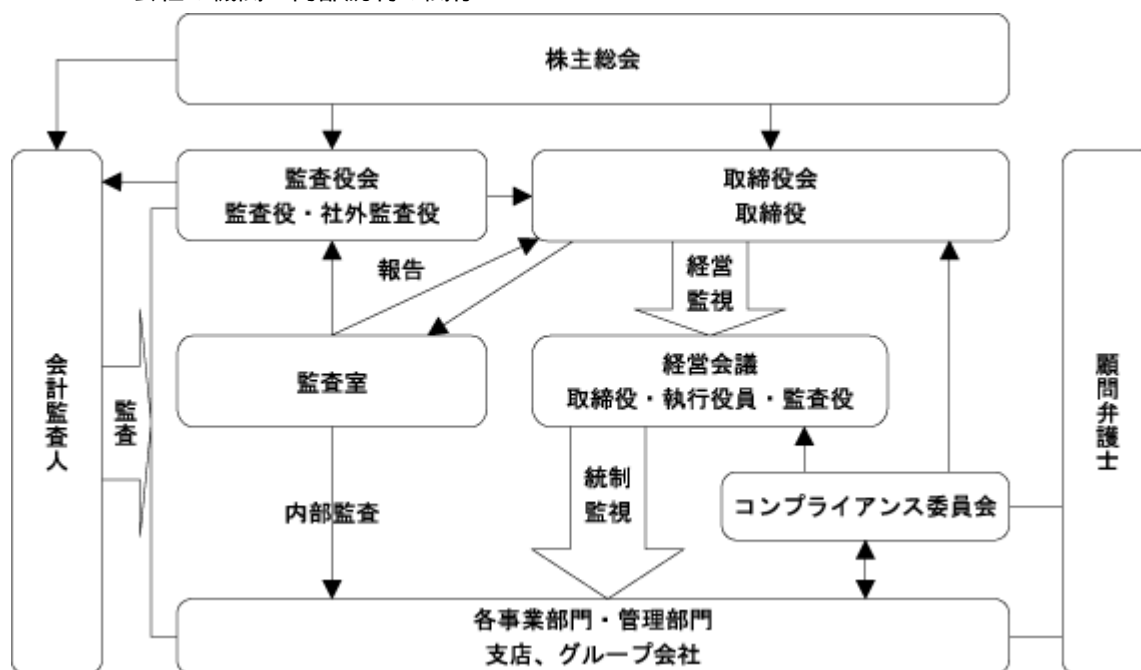 株主総会
監査役会
監査役・社外監査役
取締役会
取締役
報告
経営
監視
会計監査人
監査
監査室
経営会議
取締役・執行役員・監査役
顧問弁護士
統制
監視
コンプライアンス委員会
内部監査
各事業部門・管理部門
支店、グループ会社